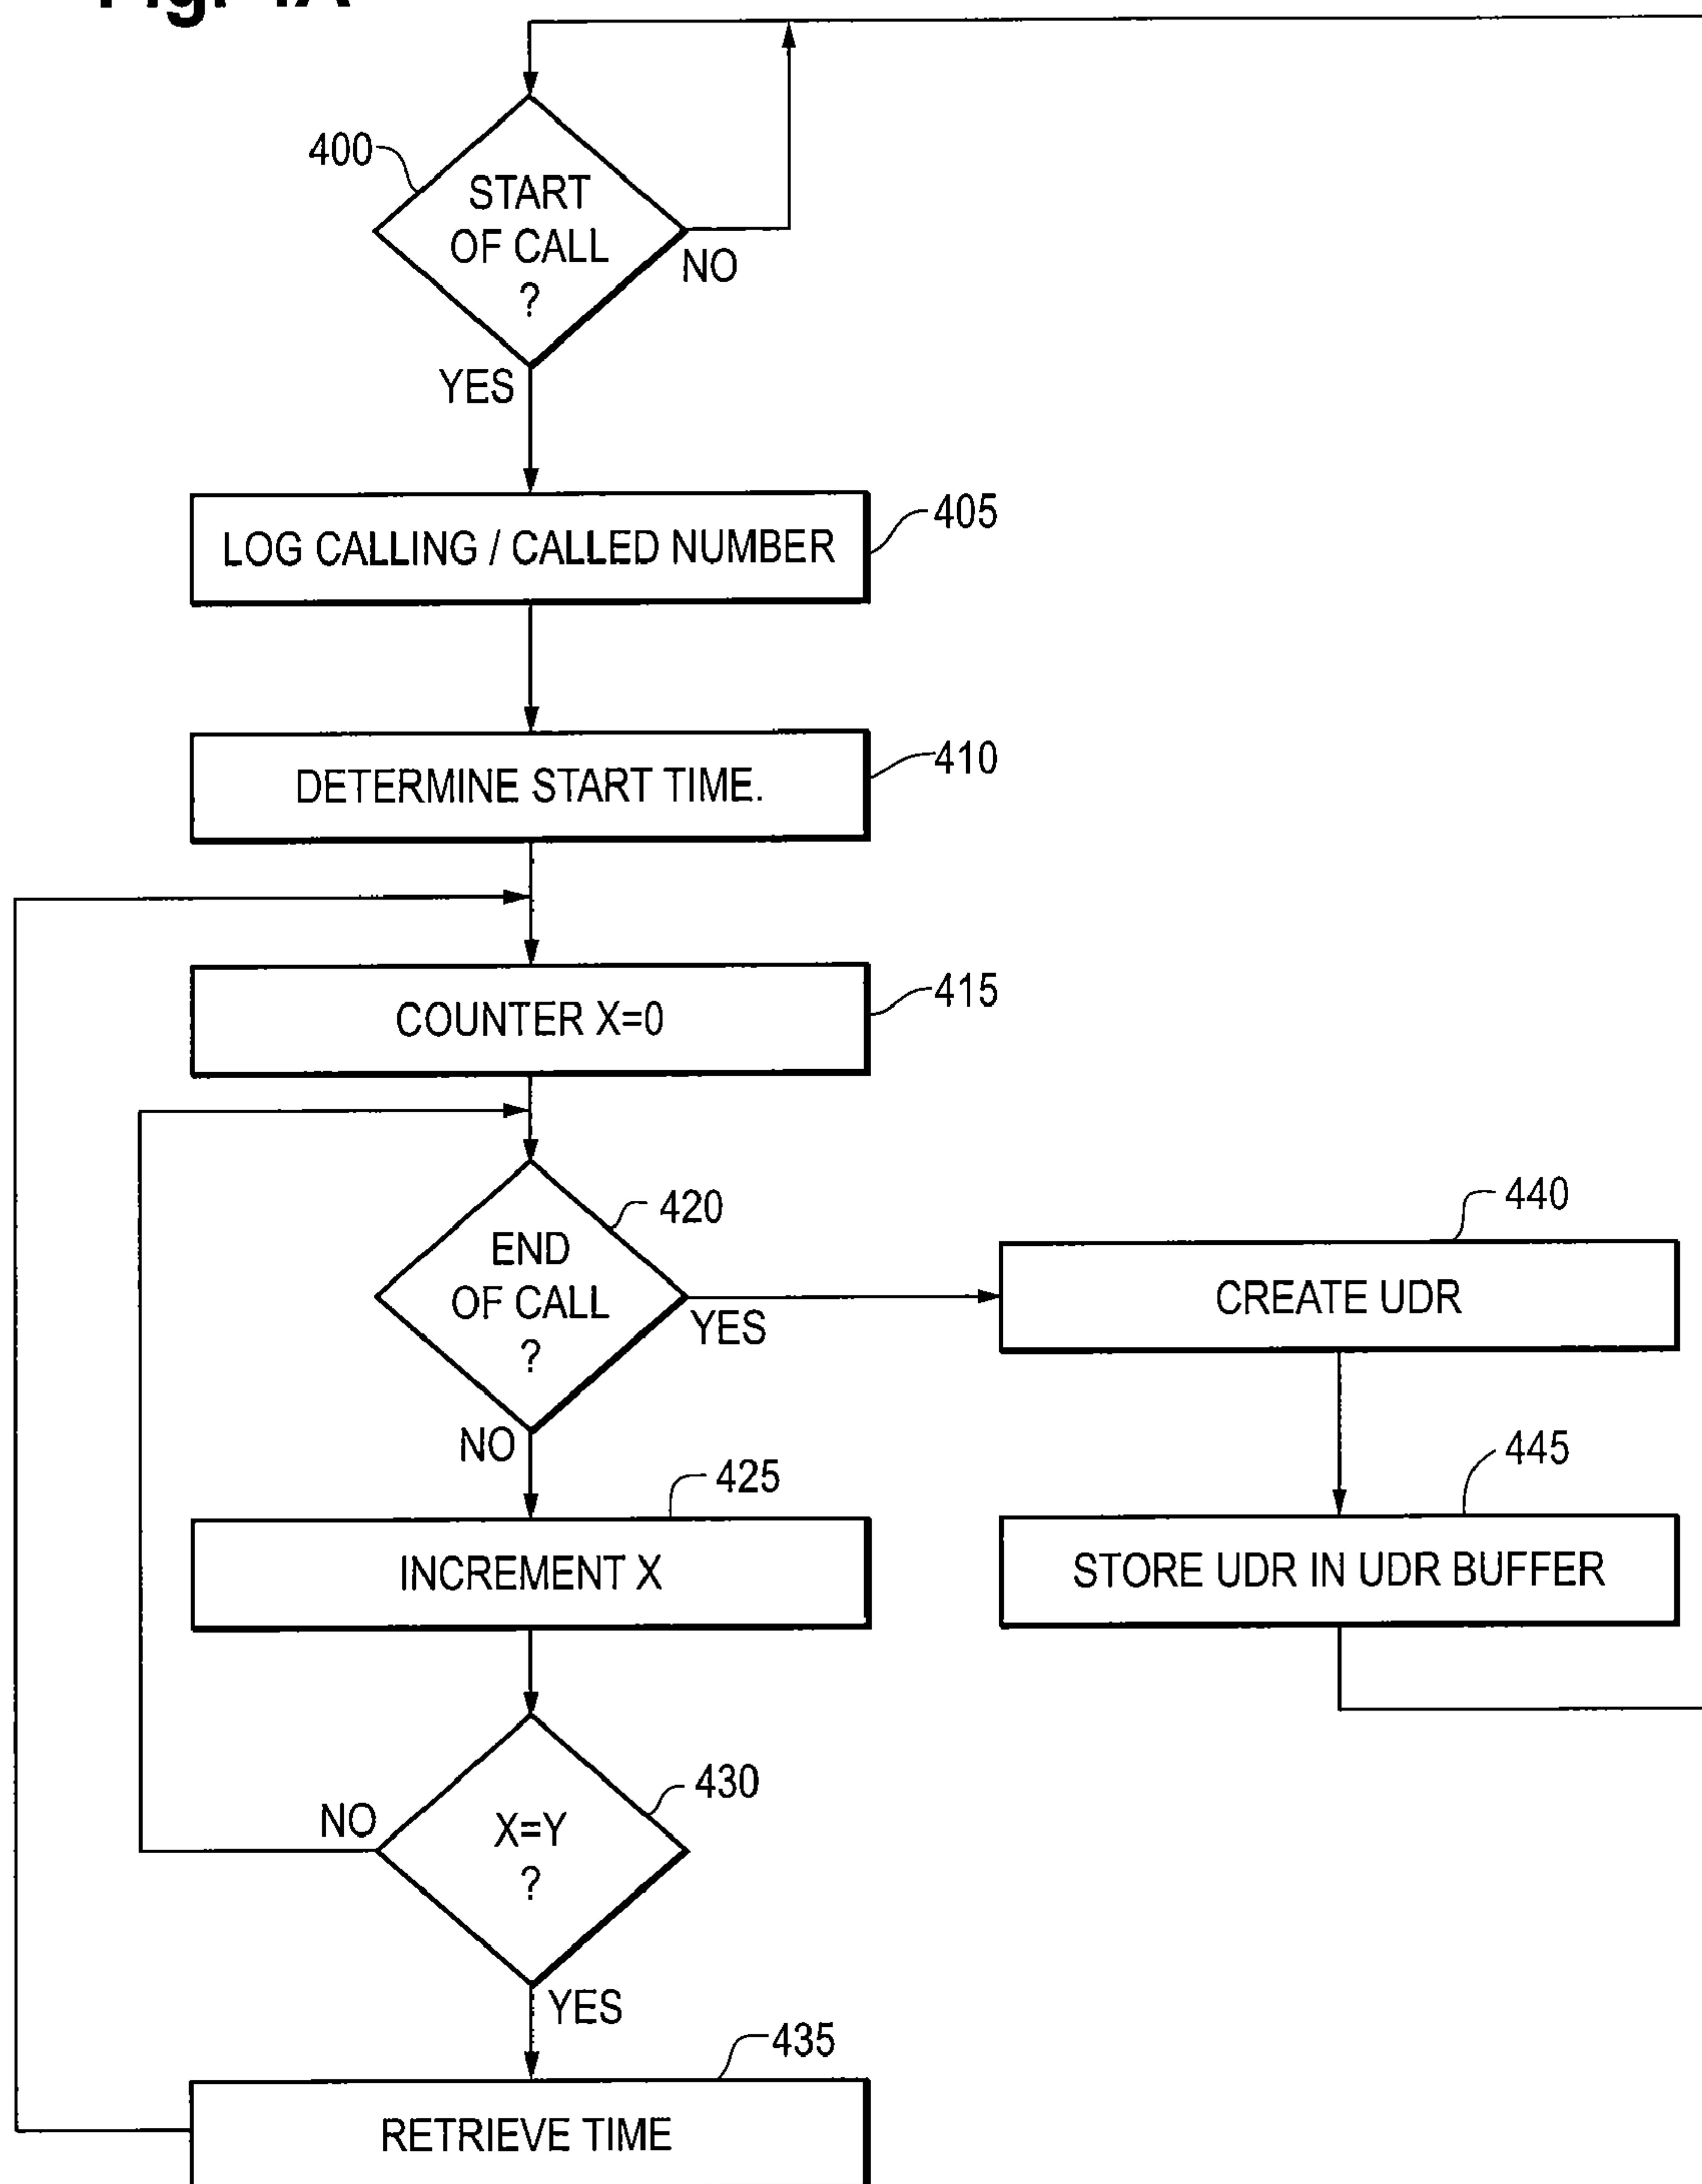 Fig. 4A
400
START
OF CALL
?
NO
YES
405
LOG CALLING / CALLED NUMBER
410
DETERMINE START TIME.
415
COUNTER X=0
420
END
OF CALL
?
YES
NO
440
CREATE UDR
425
INCREMENT X
445
STORE UDR IN UDR BUFFER
430
NO
X=Y
?
YES
435
RETRIEVE TIME